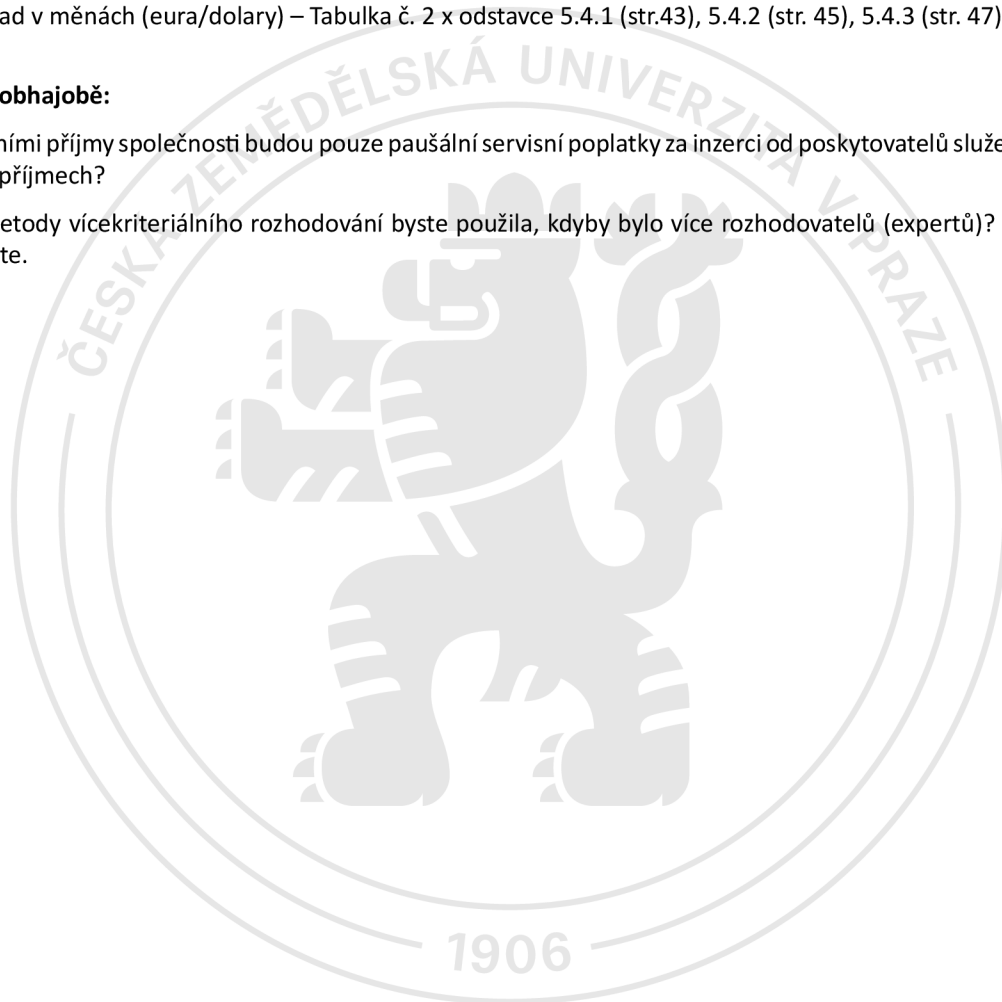 ad v měnách (eura/dolary) – Tabulka č. 2 x odstavce 5.4.1 (str.43), 5.4.2 (str. 45), 5.4.3 (str. 47)
obhajobě:
ními příjmy společnosti budou pouze paušální servisní poplatky za inzerci od poskytovatelů služe
příjmech?
etody vícekriteriálního rozhodování byste použila, kdyby bylo více rozhodovatelů (expertů)?
te.
ČESKÁ ZEMĚDĚLSKÁ UNIVERZITA V PRAZE
1906